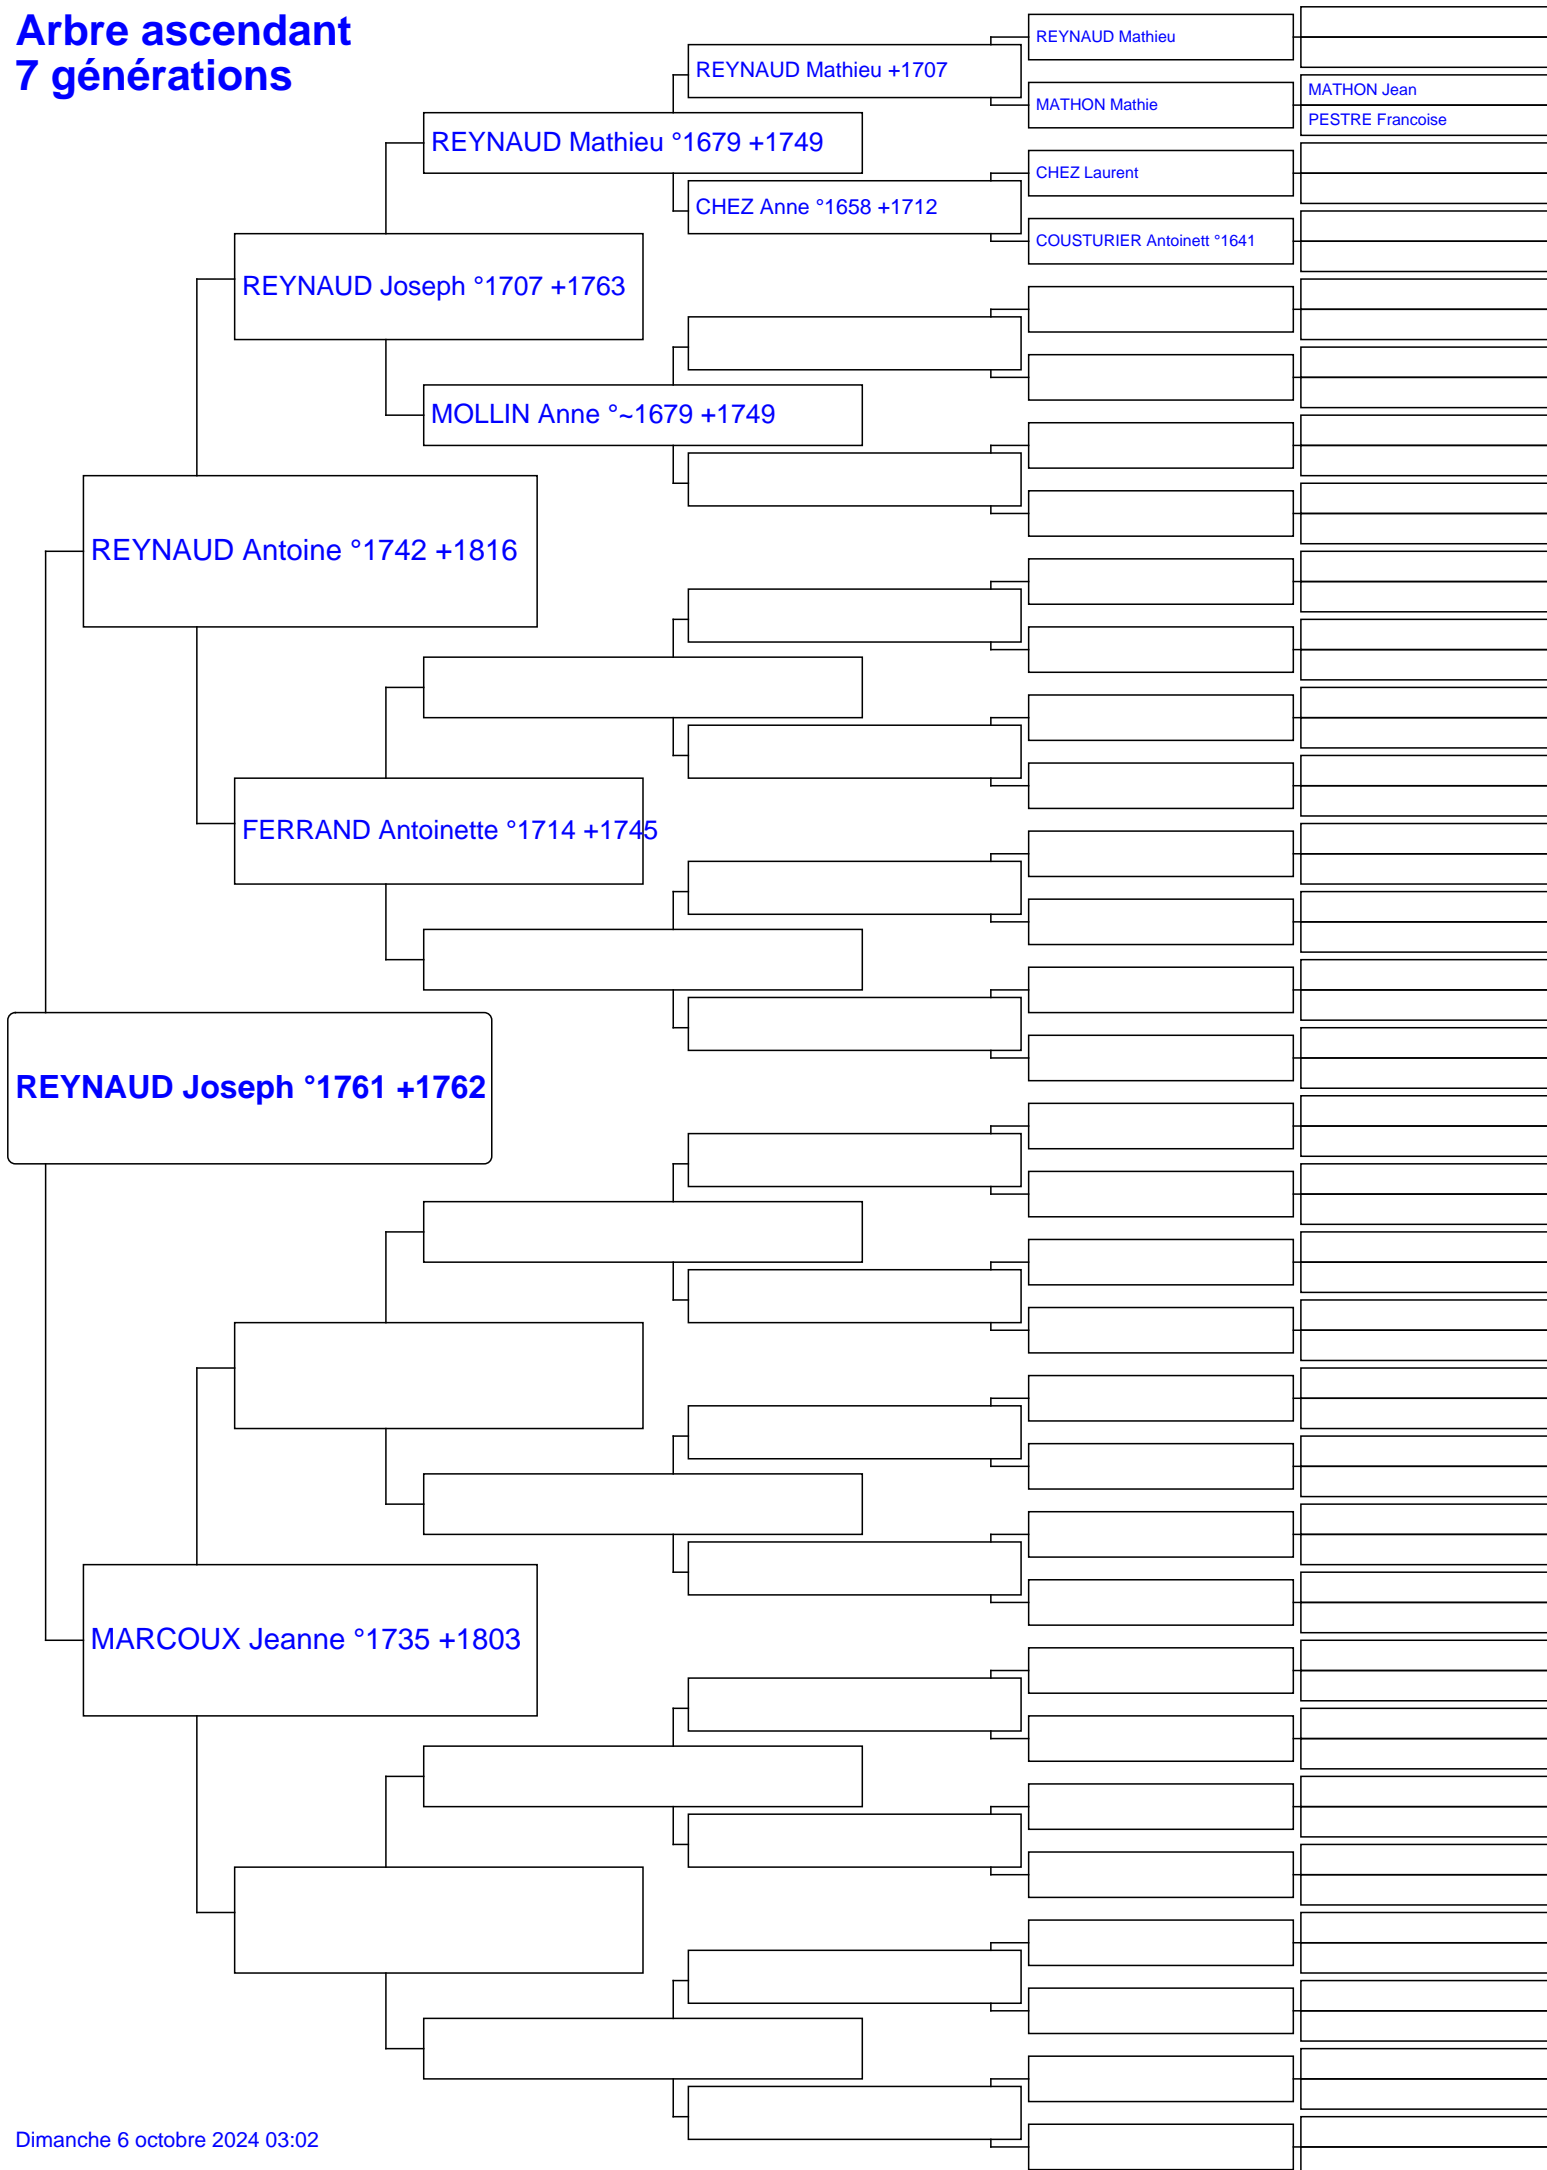 Arbre ascendant
7 générations
REYNAUD Mathieu
REYNAUD Mathieu +1707
MATHON Jean
MATHON Mathie
PESTRE Francoise
REYNAUD Mathieu °1679 +1749
CHEZ Laurent
CHEZ Anne °1658 +1712
COUSTURIER Antoinett °1641
REYNAUD Joseph °1707 +1763
MOLLIN Anne °~1679 +1749
REYNAUD Antoine °1742 +1816
FERRAND Antoinette °1714 +1745
REYNAUD Joseph °1761 +1762
MARCOUX Jeanne °1735 +1803
Dimanche 6 octobre 2024 03:02